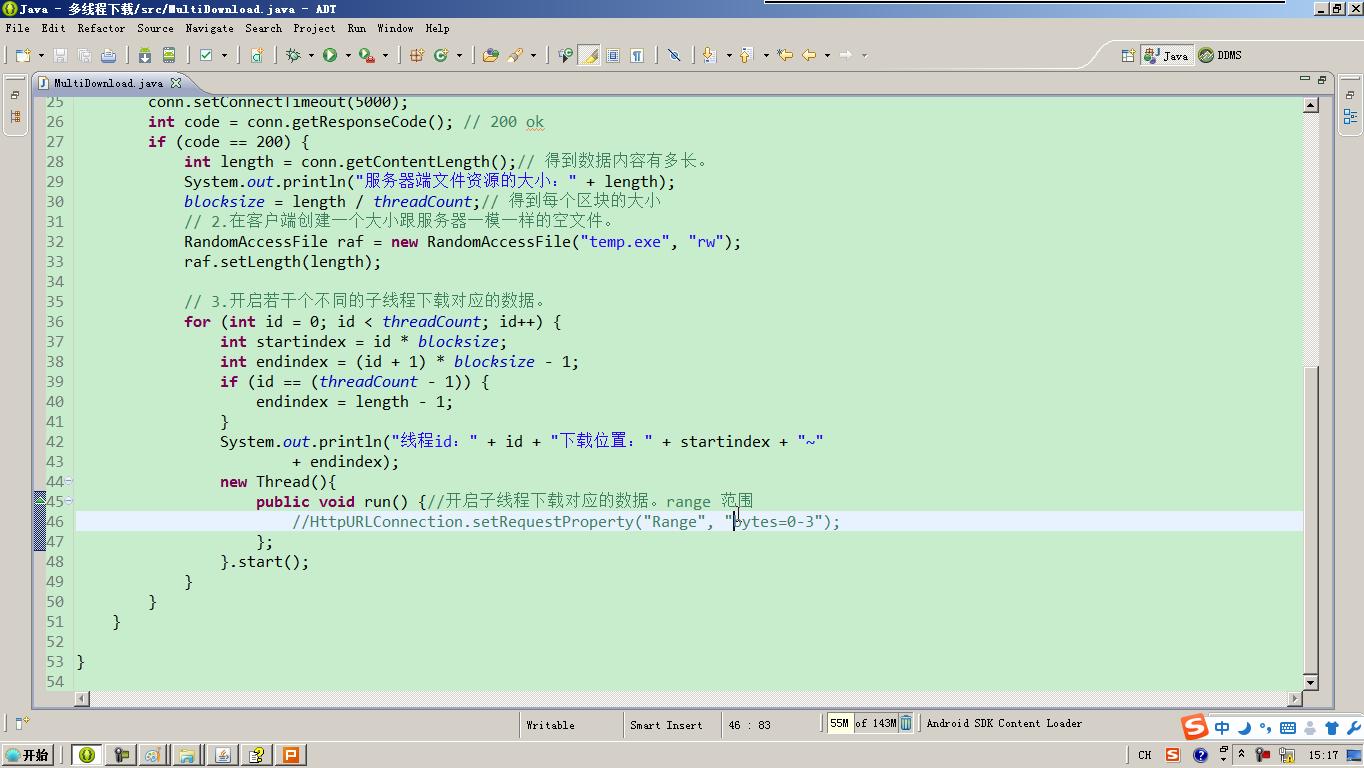 Java - 多线程下载/src/MultiDownload.java - ADT
File Edit Refactor Source Navigate Search Project Run Window Help
Java DDMS
MultiDownload.java
25 conn.setConnectTimeout(5000);
26 int code = conn.getResponseCode(); // 200 ok
27 if (code == 200) {
28 int length = conn.getContentLength();// 得到数据内容有多长。
29 System.out.println("服务器端文件资源的大小：" + length);
30 blocksize = length / threadCount;// 得到每个区块的大小
31 // 2.在客户端创建一个大小跟服务器一模一样的空文件。
32 RandomAccessFile raf = new RandomAccessFile("temp.exe", "rw");
33 raf.setLength(length);
34
35 // 3.开启若干个不同的子线程下载对应的数据。
36 for (int id = 0; id < threadCount; id++) {
37 int startindex = id * blocksize;
38 int endindex = (id + 1) * blocksize - 1;
39 if (id == (threadCount - 1)) {
40 endindex = length - 1;
41 }
42 System.out.println("线程id：" + id + "下载位置：" + startindex + "~"
43 + endindex);
44 new Thread(){
45 public void run() {//开启子线程下载对应的数据。range 范围
46 //HttpURLConnection.setRequestProperty("Range", "bytes=0-3");
47 };
48 }.start();
49 }
50 }
51 }
52
53 }
54
Writable Smart Insert 46 : 83 55M of 143M Android SDK Content Loader
中
开始 CH 15:17